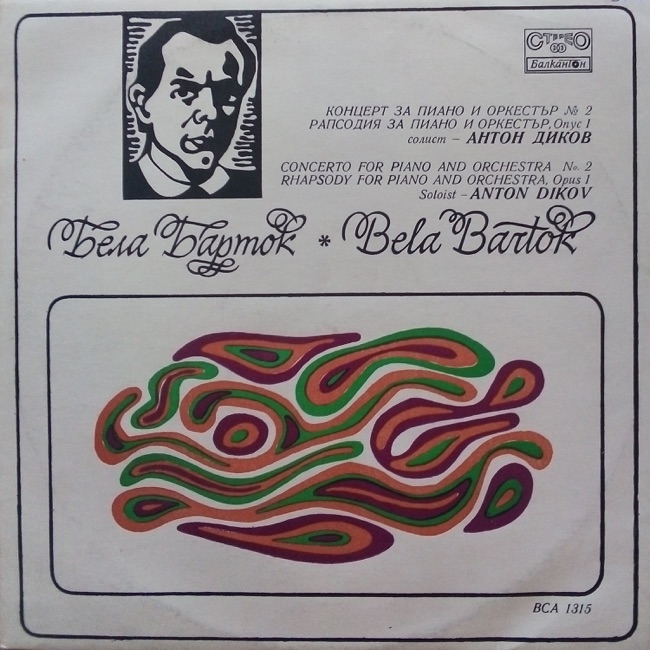 СТЕРЕО
Балкантон
КОНЦЕРТ ЗА ПИАНО И ОРКЕСТЪР № 2
РАПСОДИЯ ЗА ПИАНО И ОРКЕСТЪР, Опус 1
солист – АНТОН ДИКОВ
CONCERTO FOR PIANO AND ORCHESTRA No. 2
RHAPSODY FOR PIANO AND ORCHESTRA, Opus 1
Soloist – ANTON DIKOV
Бела Барток * Bela Bartok
ВСА 1315